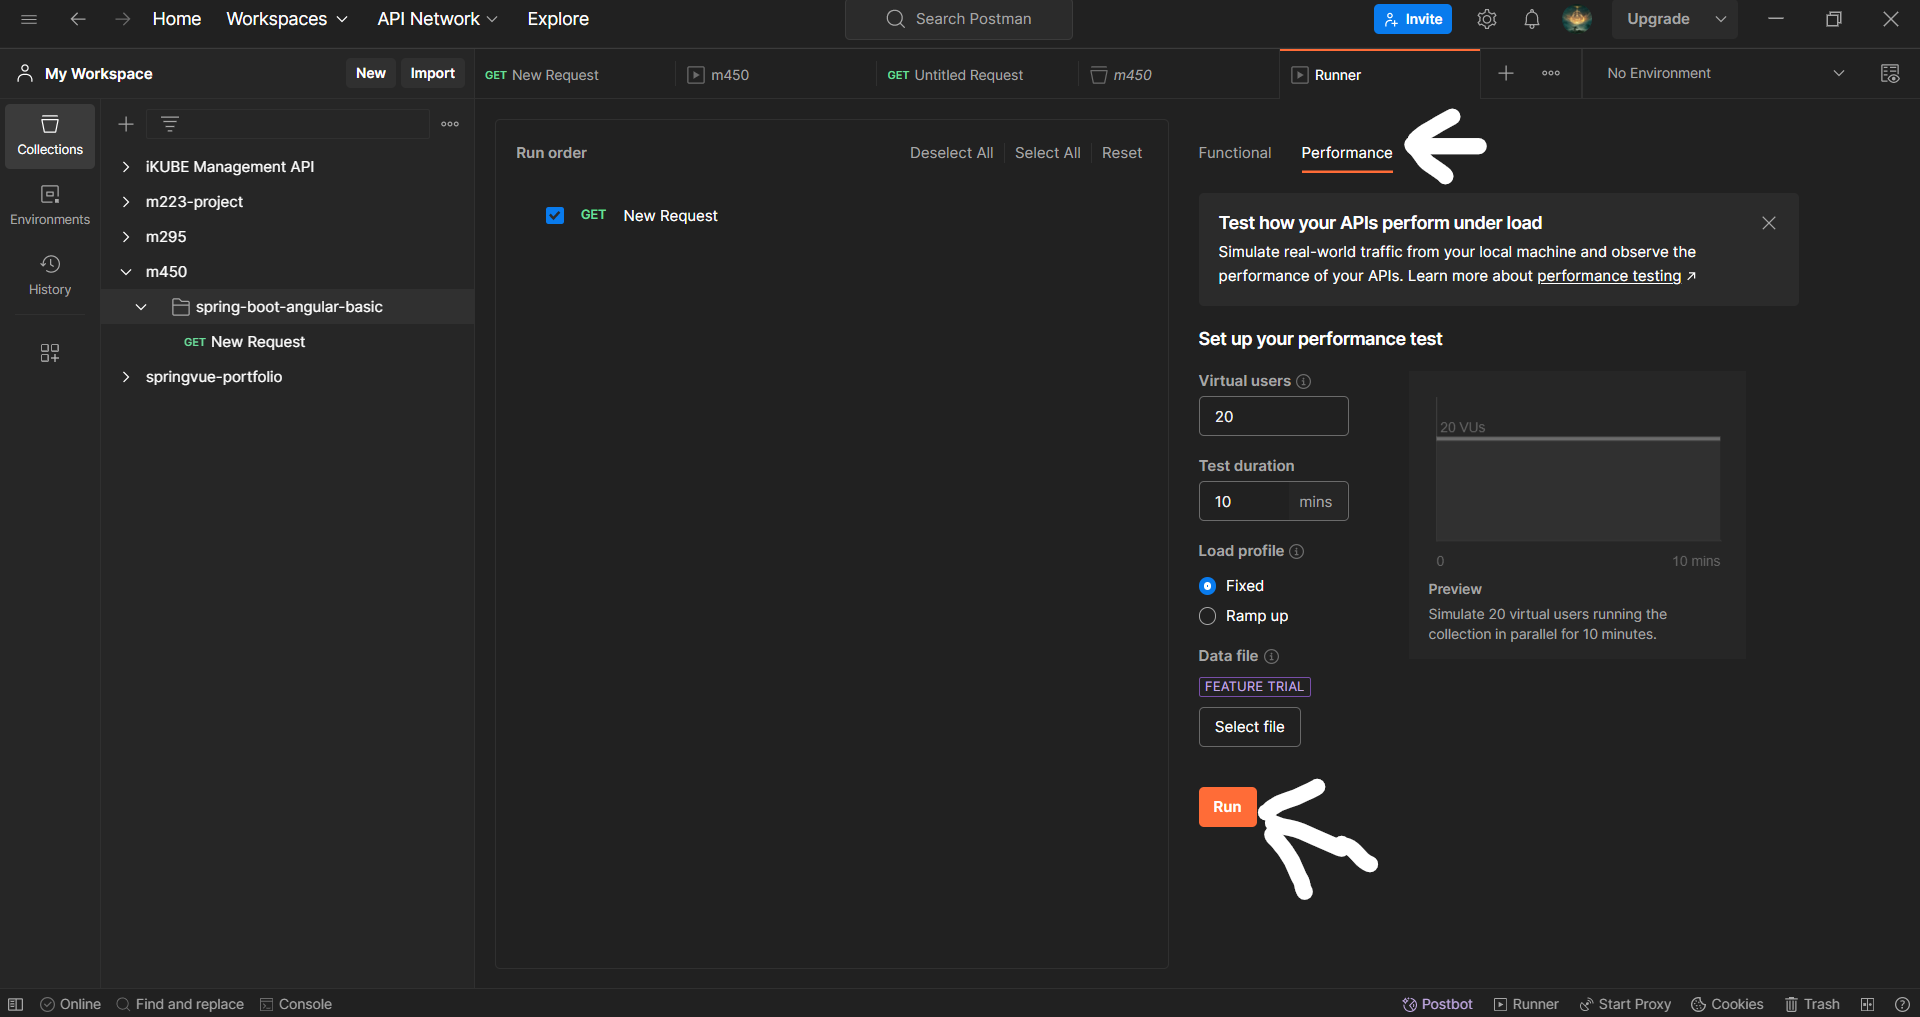 Home Workspaces API Network Explore Search Postman Invite Upgrade
My Workspace New Import GET New Request m450 GET Untitled Request m450 Runner No Environment
Collections
Environments
History
iKUBE Management API
m223-project
m295
m450
spring-boot-angular-basic
GET New Request
springvue-portfolio
Run order Deselect All Select All Reset
GET New Request
Functional Performance
Test how your APIs perform under load
Simulate real-world traffic from your local machine and observe the
performance of your APIs. Learn more about performance testing ↗
Set up your performance test
Virtual users
20
Test duration
10 mins
Load profile
Fixed
Ramp up
Data file
FEATURE TRIAL
Select file
Run
20 VUs
0 10 mins
Preview
Simulate 20 virtual users running the
collection in parallel for 10 minutes.
Online Find and replace Console Postbot Runner Start Proxy Cookies Trash